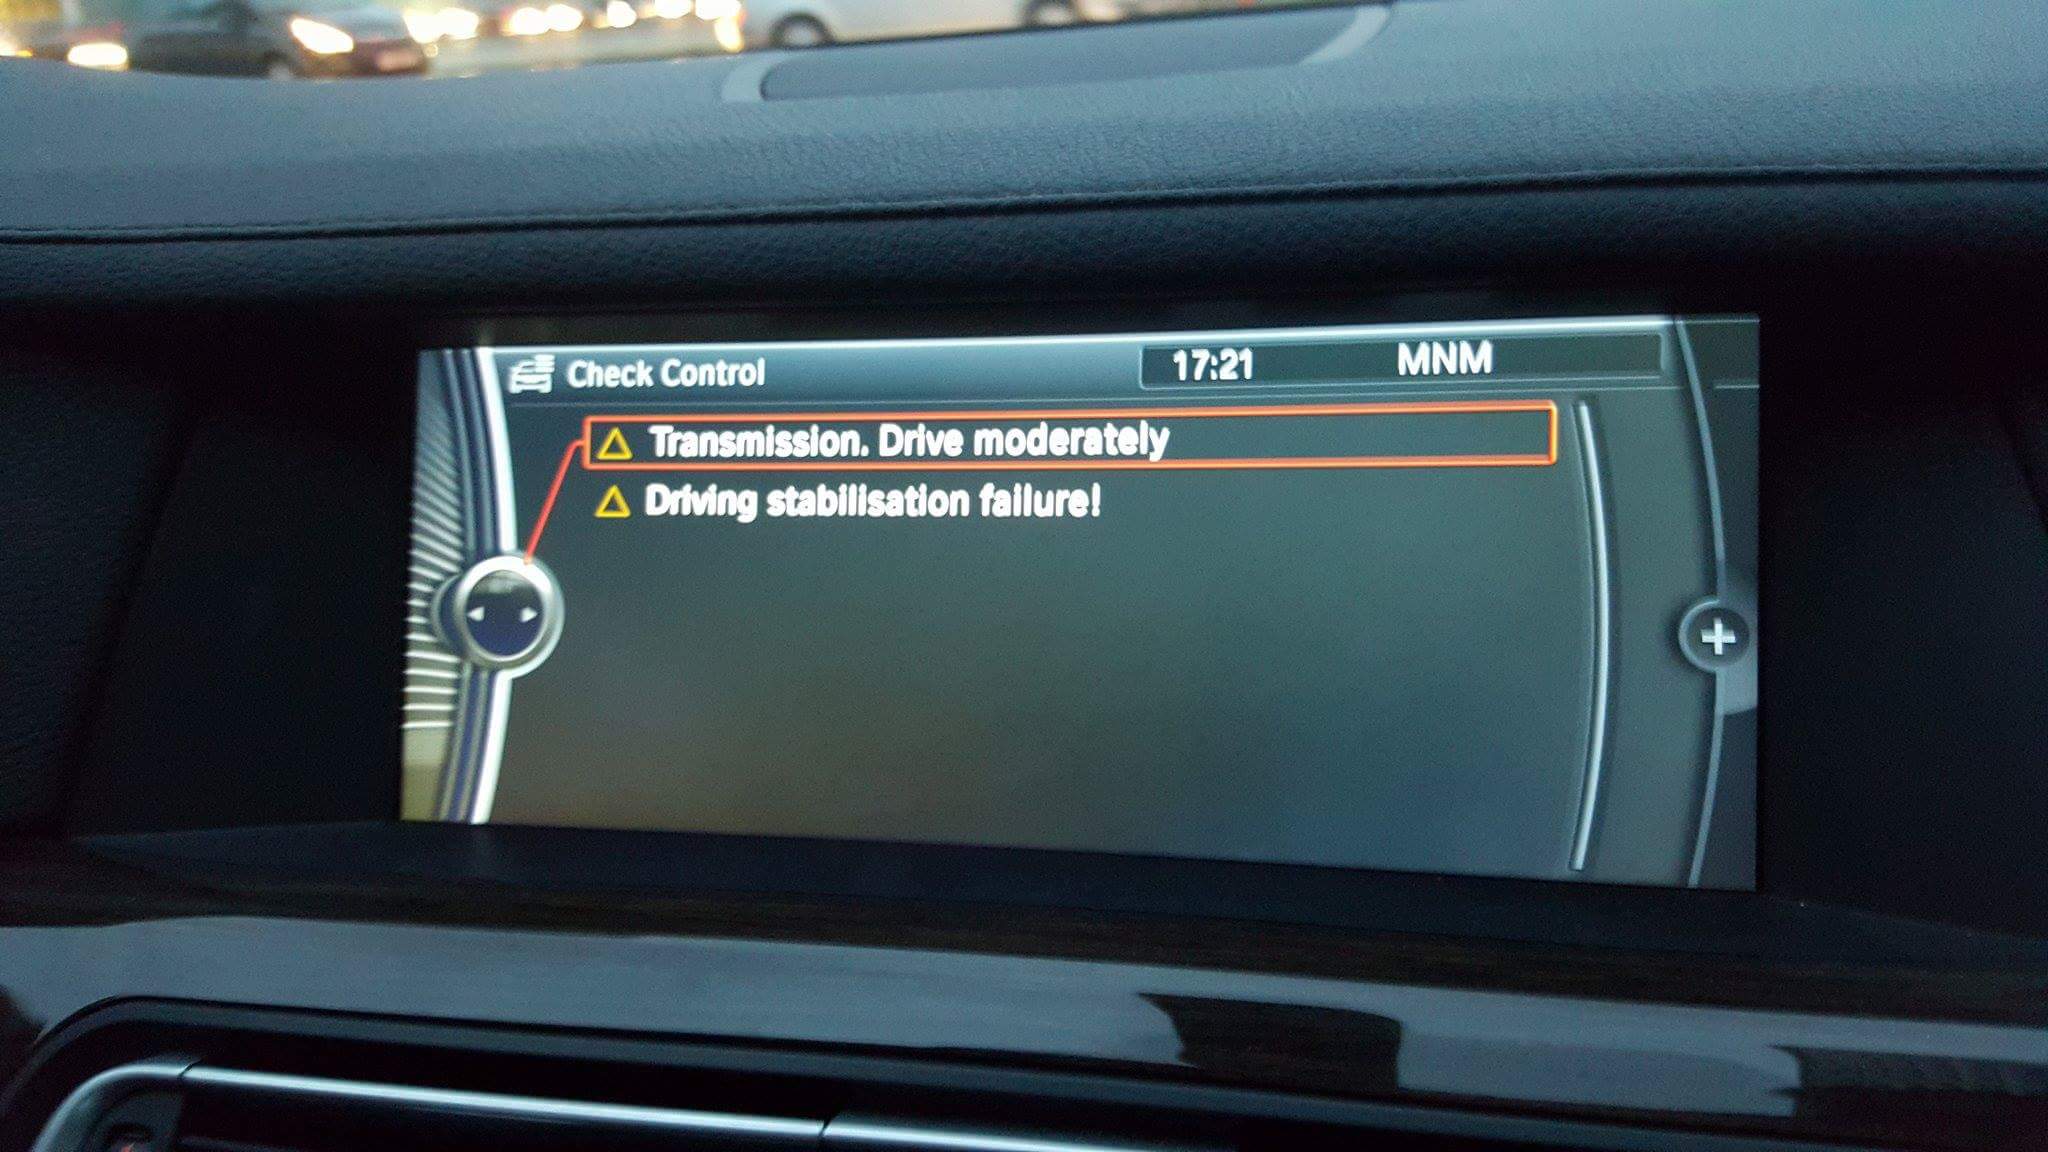 Check Control
17:21
MNM
Transmission. Drive moderately
Driving stabilisation failure!